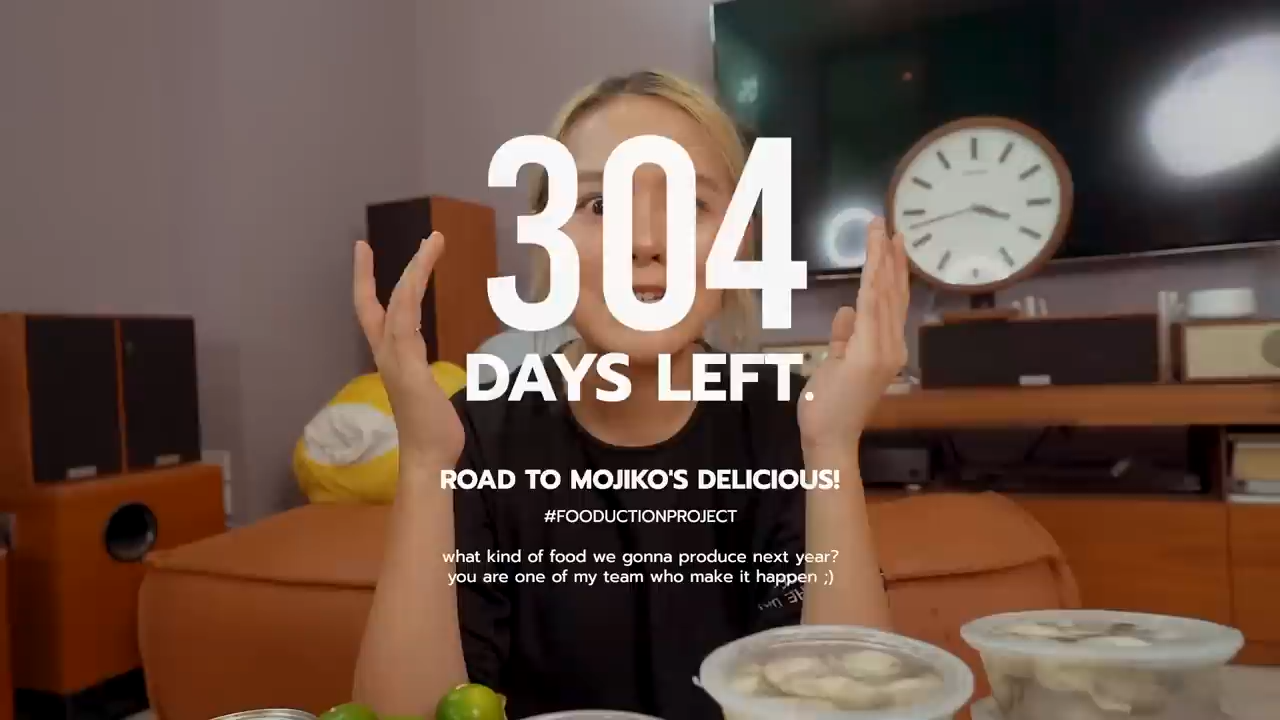 304
DAYS LEFT.
ROAD TO MOJIKO'S DELICIOUS!
#FOODUCTIONPROJECT
what kind of food we gonna produce next year?
you are one of my team who make it happen ;)